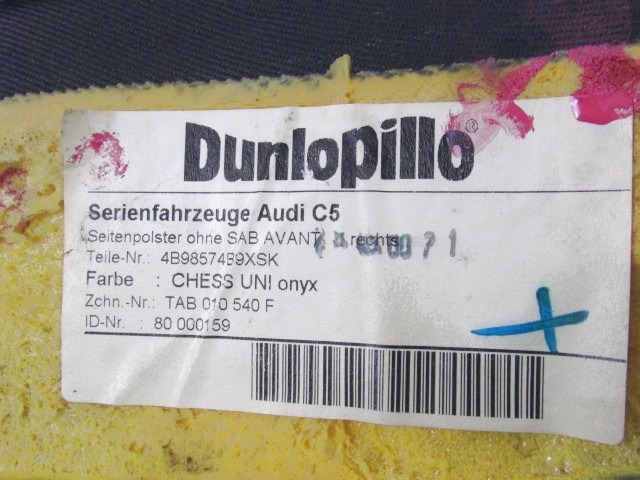 Dunlopillo®
Serienfahrzeuge Audi C5
Seitenpolster ohne SAB AVANT rechts
Teile-Nr.: 4B9857489XSK
Farbe : CHESS UNI onyx
Zchn.-Nr.: TAB 010 540 F
ID-Nr. : 80 000159